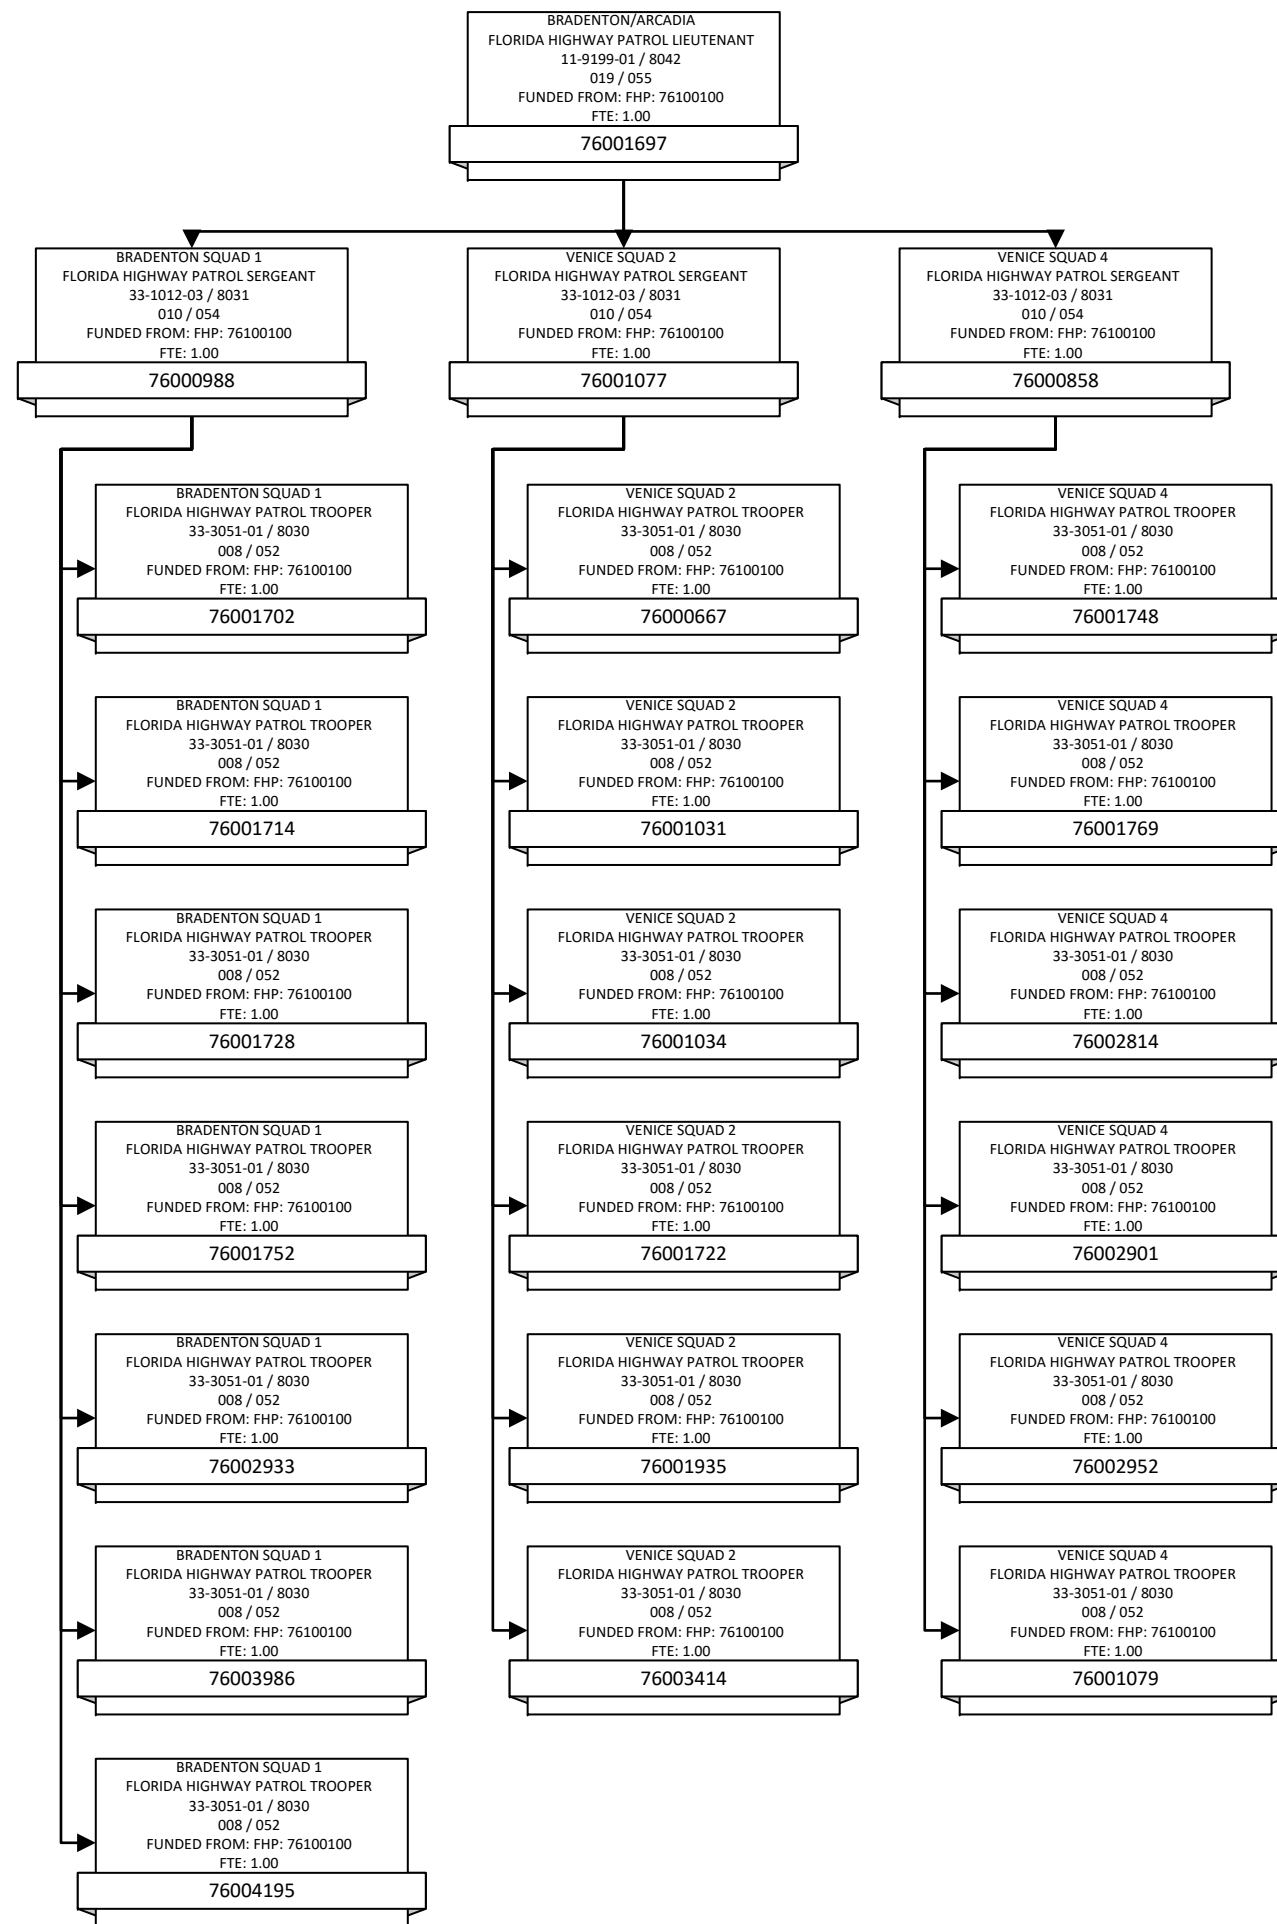 BRADENTON/ARCADIA
FLORIDA HIGHWAY PATROL LIEUTENANT
11-9199-01 / 8042
019 / 055
FUNDED FROM: FHP: 76100100
FTE: 1.00
76001697
BRADENTON SQUAD 1
FLORIDA HIGHWAY PATROL SERGEANT
33-1012-03 / 8031
010 / 054
FUNDED FROM: FHP: 76100100
FTE: 1.00
76000988
VENICE SQUAD 2
FLORIDA HIGHWAY PATROL SERGEANT
33-1012-03 / 8031
010 / 054
FUNDED FROM: FHP: 76100100
FTE: 1.00
76001077
VENICE SQUAD 4
FLORIDA HIGHWAY PATROL SERGEANT
33-1012-03 / 8031
010 / 054
FUNDED FROM: FHP: 76100100
FTE: 1.00
76000858
BRADENTON SQUAD 1
FLORIDA HIGHWAY PATROL TROOPER
33-3051-01 / 8030
008 / 052
FUNDED FROM: FHP: 76100100
FTE: 1.00
76001702
VENICE SQUAD 2
FLORIDA HIGHWAY PATROL TROOPER
33-3051-01 / 8030
008 / 052
FUNDED FROM: FHP: 76100100
FTE: 1.00
76000667
VENICE SQUAD 4
FLORIDA HIGHWAY PATROL TROOPER
33-3051-01 / 8030
008 / 052
FUNDED FROM: FHP: 76100100
FTE: 1.00
76001748
BRADENTON SQUAD 1
FLORIDA HIGHWAY PATROL TROOPER
33-3051-01 / 8030
008 / 052
FUNDED FROM: FHP: 76100100
FTE: 1.00
76001714
VENICE SQUAD 2
FLORIDA HIGHWAY PATROL TROOPER
33-3051-01 / 8030
008 / 052
FUNDED FROM: FHP: 76100100
FTE: 1.00
76001031
VENICE SQUAD 4
FLORIDA HIGHWAY PATROL TROOPER
33-3051-01 / 8030
008 / 052
FUNDED FROM: FHP: 76100100
FTE: 1.00
76001769
BRADENTON SQUAD 1
FLORIDA HIGHWAY PATROL TROOPER
33-3051-01 / 8030
008 / 052
FUNDED FROM: FHP: 76100100
FTE: 1.00
76001728
VENICE SQUAD 2
FLORIDA HIGHWAY PATROL TROOPER
33-3051-01 / 8030
008 / 052
FUNDED FROM: FHP: 76100100
FTE: 1.00
76001034
VENICE SQUAD 4
FLORIDA HIGHWAY PATROL TROOPER
33-3051-01 / 8030
008 / 052
FUNDED FROM: FHP: 76100100
FTE: 1.00
76002814
BRADENTON SQUAD 1
FLORIDA HIGHWAY PATROL TROOPER
33-3051-01 / 8030
008 / 052
FUNDED FROM: FHP: 76100100
FTE: 1.00
76001752
VENICE SQUAD 2
FLORIDA HIGHWAY PATROL TROOPER
33-3051-01 / 8030
008 / 052
FUNDED FROM: FHP: 76100100
FTE: 1.00
76001722
VENICE SQUAD 4
FLORIDA HIGHWAY PATROL TROOPER
33-3051-01 / 8030
008 / 052
FUNDED FROM: FHP: 76100100
FTE: 1.00
76002901
BRADENTON SQUAD 1
FLORIDA HIGHWAY PATROL TROOPER
33-3051-01 / 8030
008 / 052
FUNDED FROM: FHP: 76100100
FTE: 1.00
76002933
VENICE SQUAD 2
FLORIDA HIGHWAY PATROL TROOPER
33-3051-01 / 8030
008 / 052
FUNDED FROM: FHP: 76100100
FTE: 1.00
76001935
VENICE SQUAD 4
FLORIDA HIGHWAY PATROL TROOPER
33-3051-01 / 8030
008 / 052
FUNDED FROM: FHP: 76100100
FTE: 1.00
76002952
BRADENTON SQUAD 1
FLORIDA HIGHWAY PATROL TROOPER
33-3051-01 / 8030
008 / 052
FUNDED FROM: FHP: 76100100
FTE: 1.00
76003986
VENICE SQUAD 2
FLORIDA HIGHWAY PATROL TROOPER
33-3051-01 / 8030
008 / 052
FUNDED FROM: FHP: 76100100
FTE: 1.00
76003414
VENICE SQUAD 4
FLORIDA HIGHWAY PATROL TROOPER
33-3051-01 / 8030
008 / 052
FUNDED FROM: FHP: 76100100
FTE: 1.00
76001079
BRADENTON SQUAD 1
FLORIDA HIGHWAY PATROL TROOPER
33-3051-01 / 8030
008 / 052
FUNDED FROM: FHP: 76100100
FTE: 1.00
76004195